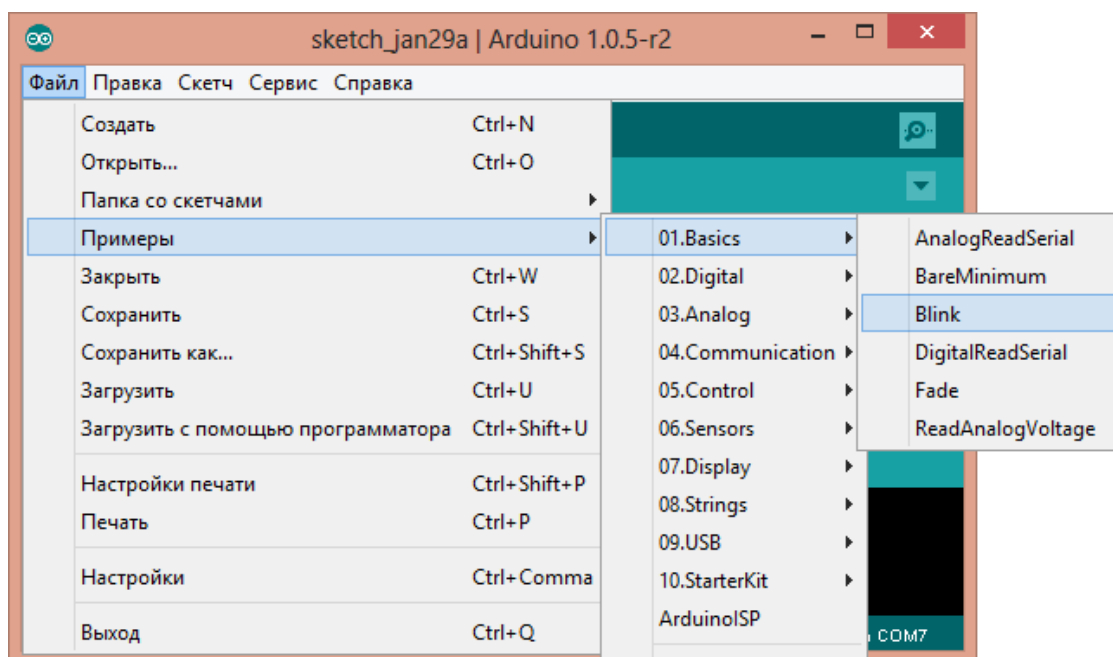 sketch_jan29a | Arduino 1.0.5-r2
Файл Правка Скетч Сервис Справка
Создать Ctrl+N
Открыть... Ctrl+O
Папка со скетчами
Примеры
Закрыть Ctrl+W
Сохранить Ctrl+S
Сохранить как... Ctrl+Shift+S
Загрузить Ctrl+U
Загрузить с помощью программатора Ctrl+Shift+U
Настройки печати Ctrl+Shift+P
Печать Ctrl+P
Настройки Ctrl+Comma
Выход Ctrl+Q
01.Basics
02.Digital
03.Analog
04.Communication
05.Control
06.Sensors
07.Display
08.Strings
09.USB
10.StarterKit
ArduinoISP
AnalogReadSerial
BareMinimum
Blink
DigitalReadSerial
Fade
ReadAnalogVoltage
COM7